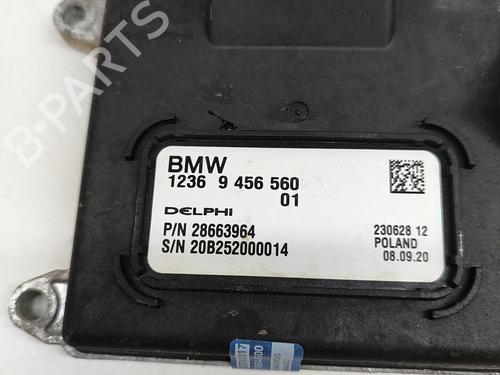 B-PARTS
BMW
1236 9 456 560
01
DELPHI
P/N 28663964
S/N 20B252000014
230628 12
POLAND
08.09.20